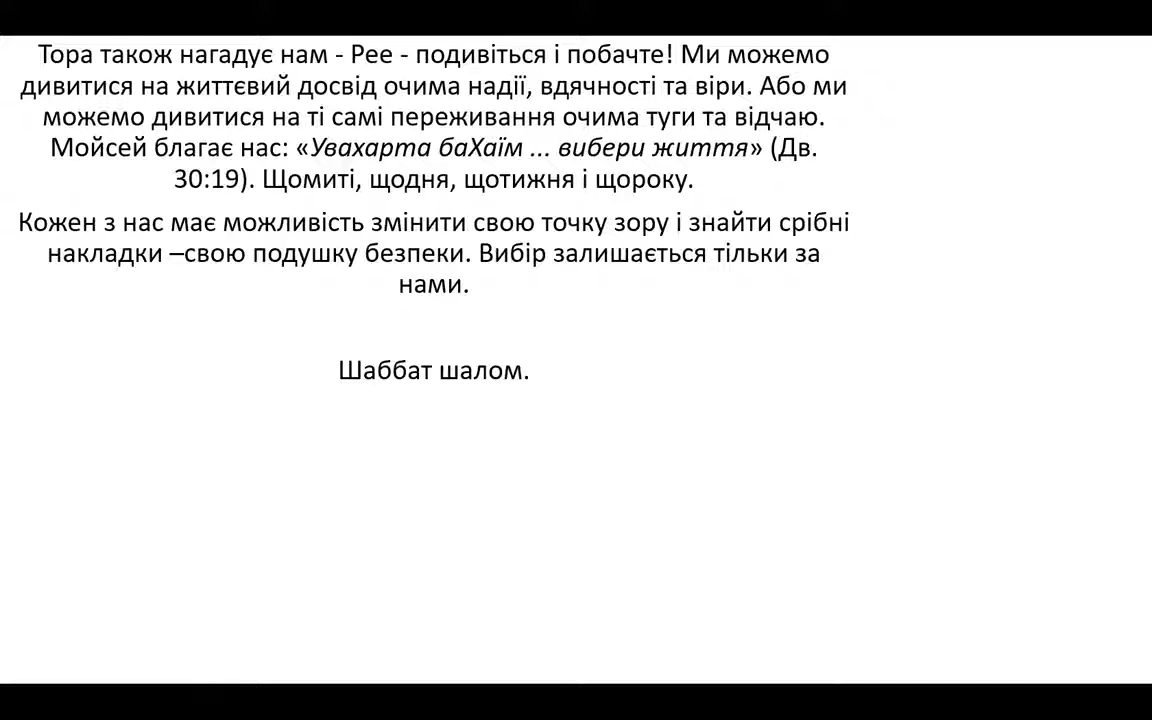 Тора також нагадує нам - Рее - подивіться і побачте! Ми можемо
дивитися на життєвий досвід очима надії, вдячності та віри. Або ми
можемо дивитися на ті самі переживання очима туги та відчаю.
Мойсей благає нас: «Увахарта баХаїм ... вибери життя» (Дв.
30:19). Щомиті, щодня, щотижня і щороку.
Кожен з нас має можливість змінити свою точку зору і знайти срібні
накладки –свою подушку безпеки. Вибір залишається тільки за
нами.
Шаббат шалом.